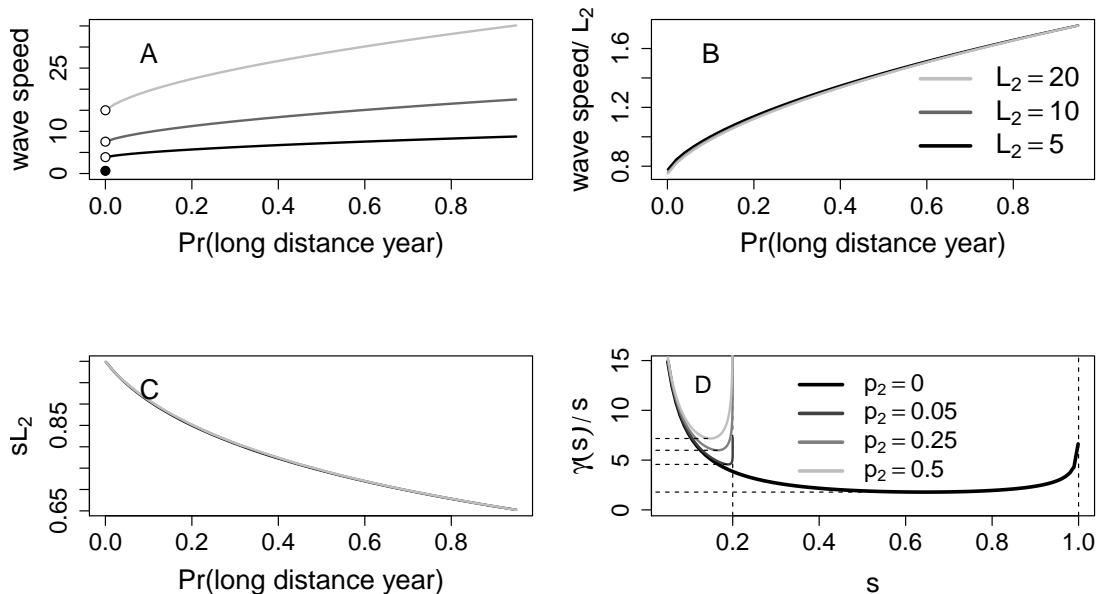 A
wave speed
0 10 25
0.0 0.2 0.4 0.6 0.8
Pr(long distance year)
B
wave speed/ L₂
0.8 1.2 1.6
L₂ = 20
L₂ = 10
L₂ = 5
0.0 0.2 0.4 0.6 0.8
Pr(long distance year)
C
sL₂
0.65 0.85
0.0 0.2 0.4 0.6 0.8
Pr(long distance year)
D
γ(s)/s
0 5 10 15
p₂ = 0
p₂ = 0.05
p₂ = 0.25
p₂ = 0.5
0.2 0.4 0.6 0.8 1.0
s